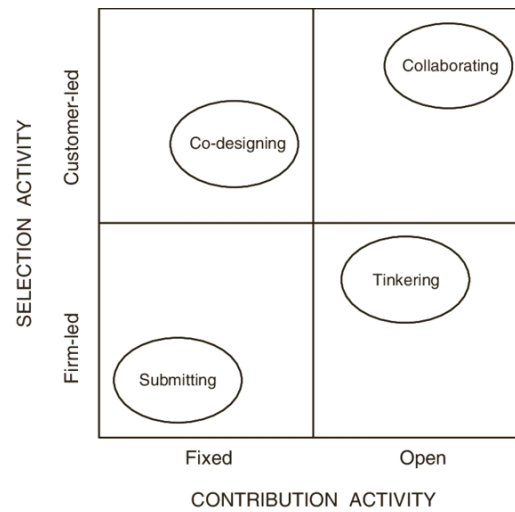 SELECTION ACTIVITY
Customer-led
Firm-led
Collaborating
Co-designing
Tinkering
Submitting
Fixed
Open
CONTRIBUTION ACTIVITY